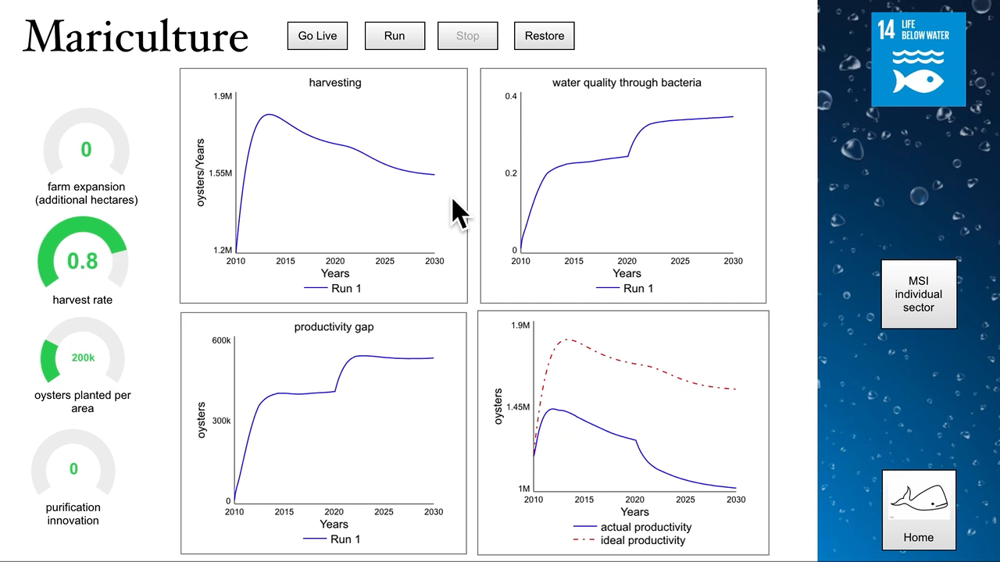 Mariculture
Go Live
Run
Stop
Restore
14 LIFE
BELOW WATER
0
farm expansion
(additional hectares)
0.8
harvest rate
200k
oysters planted per
area
0
purification
innovation
harvesting
1.9M
1.55M
1.2M
oysters/Years
2010 2015 2020 2025 2030
Years
Run 1
water quality through bacteria
0.4
0.2
0
2010 2015 2020 2025 2030
Years
Run 1
productivity gap
600k
300k
0
oysters
2010 2015 2020 2025 2030
Years
Run 1
1.9M
1.45M
1M
oysters
2010 2015 2020 2025 2030
Years
actual productivity
ideal productivity
MSI
individual
sector
Home